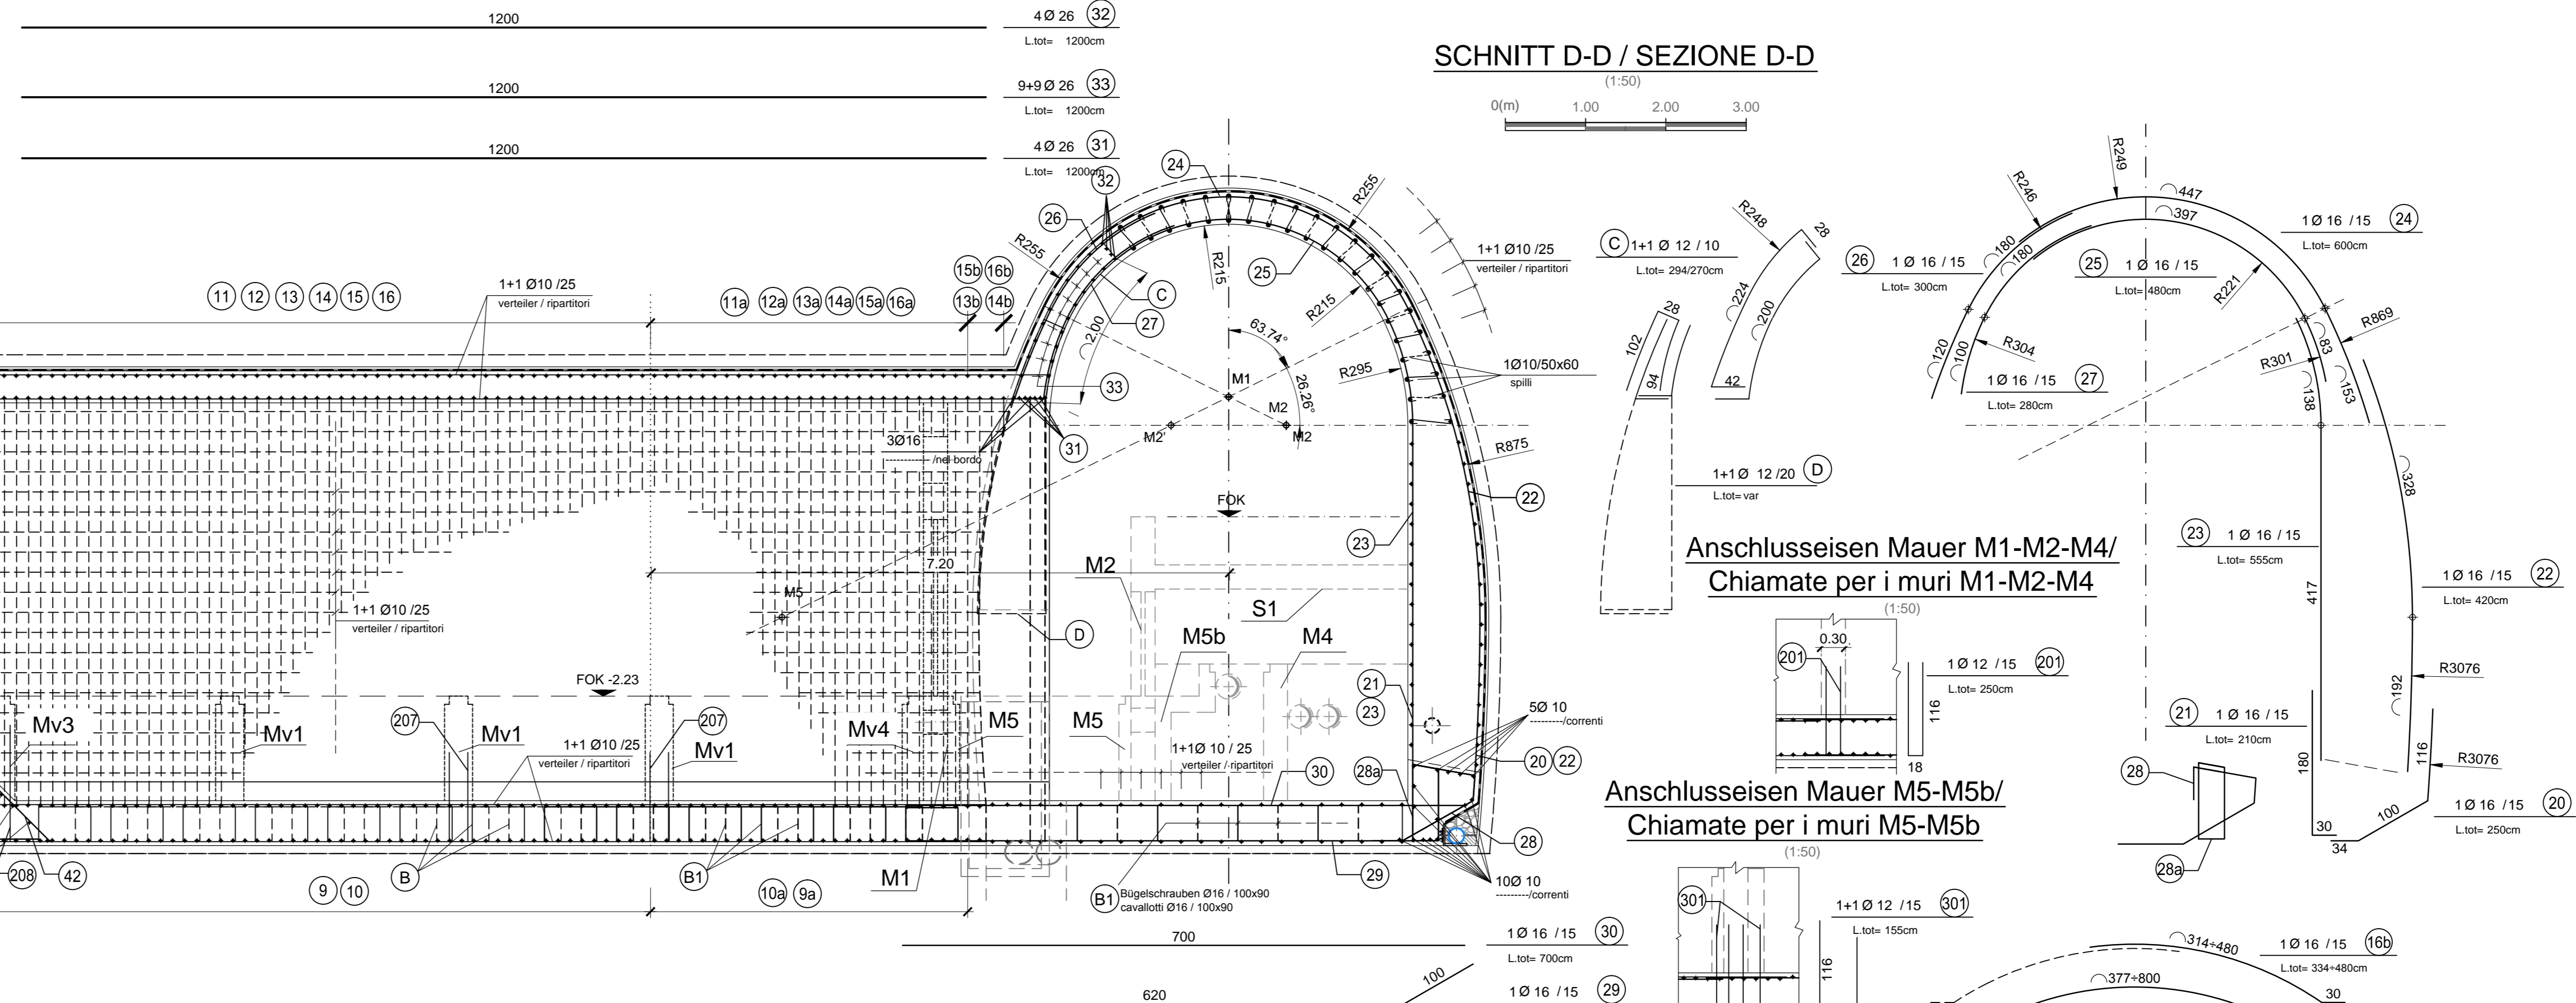 1200
4 Ø 26 32
L.tot= 1200cm
1200
9+9 Ø 26 33
L.tot= 1200cm
1200
4 Ø 26 31
L.tot= 1200cm
SCHNITT D-D / SEZIONE D-D
(1:50)
0(m) 1.00 2.00 3.00
11 12 13 14 15 16
1+1 Ø10 /25
verteiler / ripartitori
11a 12a 13a 14a 15a 16a
15b 16b
13b 14b
32
24
26
R255
R255
R215
25
C
27
2.00
33
R215
63.74°
26.26°
R295
M1
M2
M2'
M2
31
3Ø16
/nel bordo
1+1 Ø10 /25
verteiler / ripartitori
1Ø10/50x60
spilli
R875
22
FOK
23
7.20
M5
M2
S1
M5b
M4
D
1+1 Ø10 /25
verteiler / ripartitori
FOK -2.23
Mv3
Mv1
207
Mv1
207
Mv1
Mv4
M5
M5
1+1 Ø10 /25
verteiler / ripartitori
1+1Ø 10 / 25
verteiler / ripartitori
21
23
5Ø 10
---------/correnti
20 22
30
28a
28
29
10Ø 10
---------/correnti
208 42
9 10
B
B1
10a 9a
M1
B1 Bügelschrauben Ø16 / 100x90
cavallotti Ø16 / 100x90
700
1 Ø 16 / 15 30
L.tot= 700cm
620
100
1 Ø 16 / 15 29
C 1+1 Ø 12 / 10
L.tot= 294/270cm
R248
28
224
200
42
28
102
94
1+1 Ø 12 /20 D
L.tot= var
Anschlusseisen Mauer M1-M2-M4/
Chiamate per i muri M1-M2-M4
(1:50)
0.30
201
1 Ø 12 /15 201
L.tot= 250cm
116
18
Anschlusseisen Mauer M5-M5b/
Chiamate per i muri M5-M5b
(1:50)
301
1+1 Ø 12 /15 301
L.tot= 155cm
116
R246
R249
447
397
1 Ø 16 / 15 24
L.tot= 600cm
180
180
26 1 Ø 16 / 15
L.tot= 300cm
25 1 Ø 16 / 15
L.tot= 480cm
R221
R869
120
100
R304
R301
83
153
138
1 Ø 16 / 15 27
L.tot= 280cm
328
23 1 Ø 16 / 15
L.tot= 555cm
417
1 Ø 16 / 15 22
L.tot= 420cm
R3076
192
21 1 Ø 16 / 15
L.tot= 210cm
180
116
R3076
28
100
30
34
1 Ø 16 / 15 20
L.tot= 250cm
28a
314÷480
1 Ø 16 / 15 16b
L.tot= 334÷480cm
377÷800
30